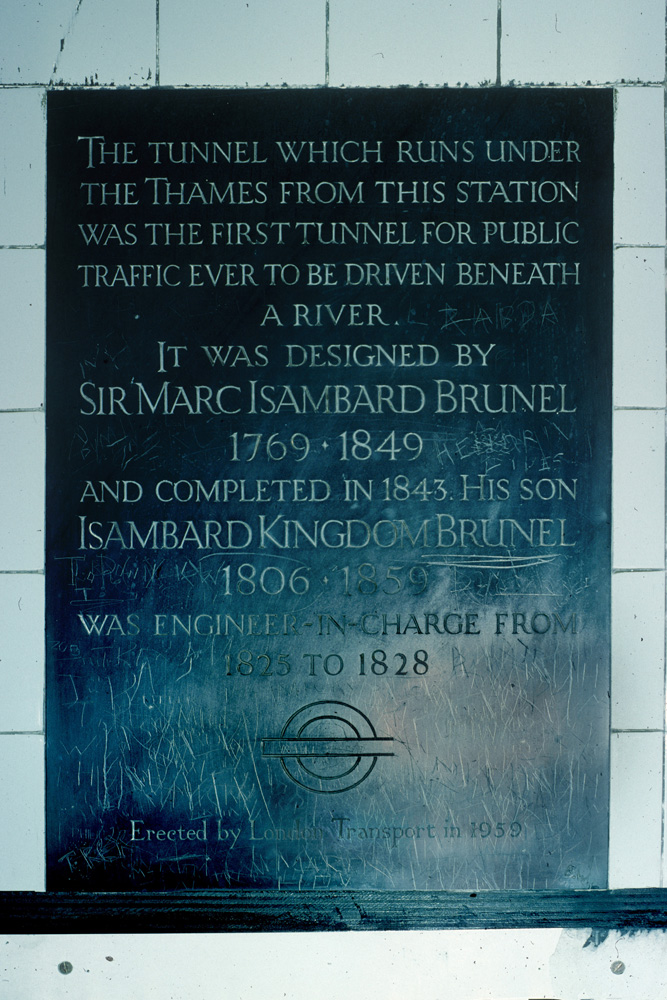 THE TUNNEL WHICH RUNS UNDER
THE THAMES FROM THIS STATION
WAS THE FIRST TUNNEL FOR PUBLIC
TRAFFIC EVER TO BE DRIVEN BENEATH
A RIVER.
IT WAS DESIGNED BY
SIR MARC ISAMBARD BRUNEL
1769 · 1849
AND COMPLETED IN 1843. HIS SON
ISAMBARD KINGDOM BRUNEL
1806 · 1859
WAS ENGINEER-IN-CHARGE FROM
1825 TO 1828
Erected by London Transport in 1959